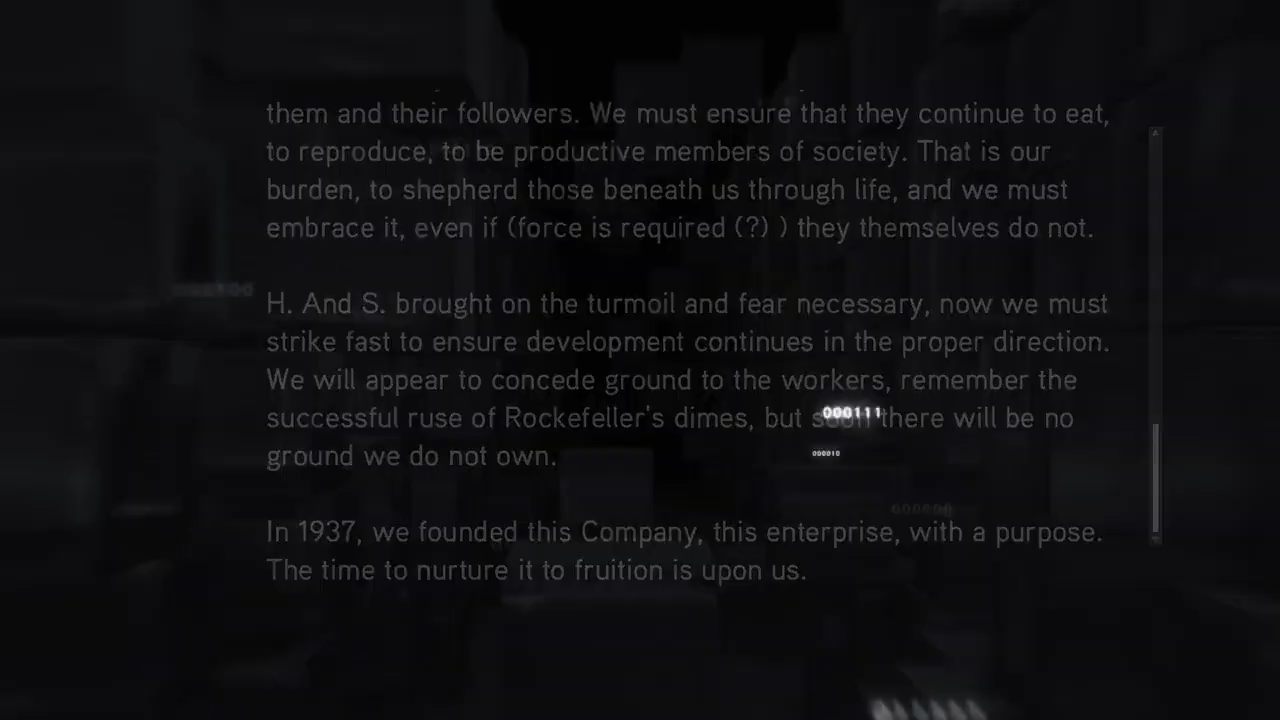 them and their followers. We must ensure that they continue to eat,
to reproduce, to be productive members of society. That is our
burden, to shepherd those beneath us through life, and we must
embrace it, even if (force is required (?) ) they themselves do not.
H. And S. brought on the turmoil and fear necessary, now we must
strike fast to ensure development continues in the proper direction.
We will appear to concede ground to the workers, remember the
successful ruse of Rockefeller's dimes, but soon there will be no
000111
ground we do not own.
000010
000000
In 1937, we founded this Company, this enterprise, with a purpose.
The time to nurture it to fruition is upon us.